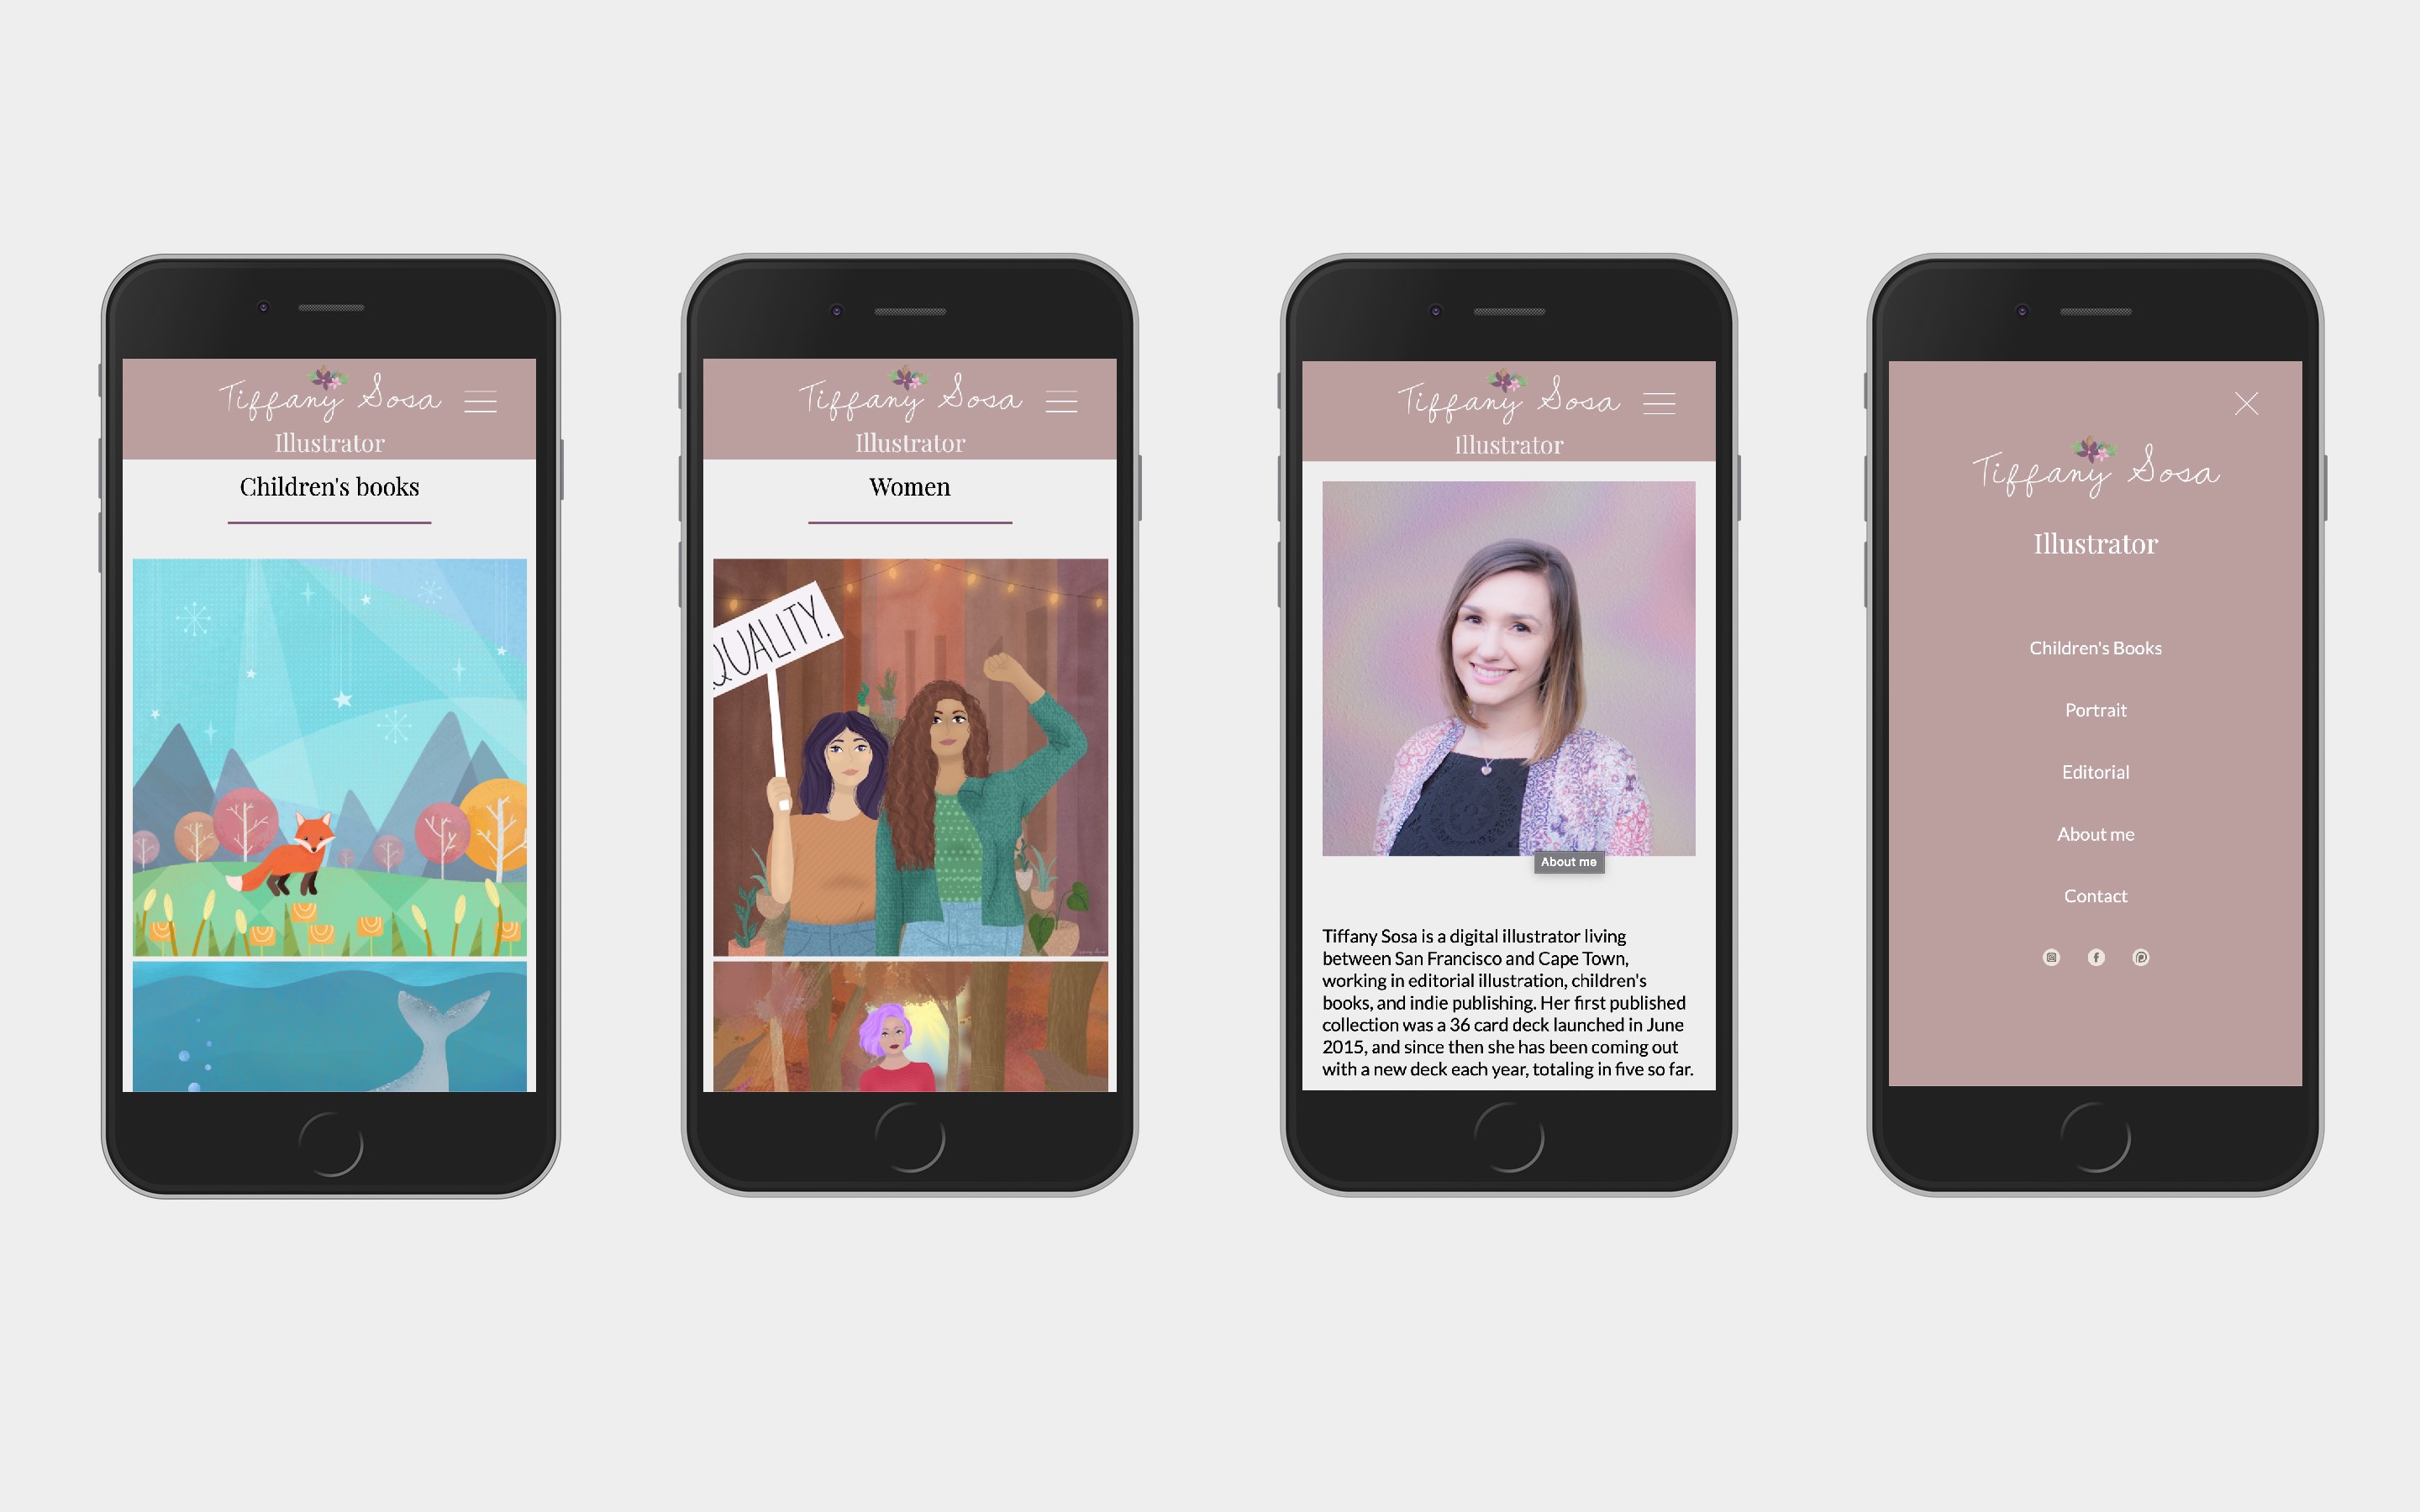 Tiffany Sosa
Illustrator
Children's books
Tiffany Sosa
Illustrator
Women
QUALITY.
Tiffany Sosa
Illustrator
About me
Tiffany Sosa is a digital illustrator living
between San Francisco and Cape Town,
working in editorial illustration, children's
books, and indie publishing. Her first published
collection was a 36 card deck launched in June
2015, and since then she has been coming out
with a new deck each year, totaling in five so far.
Tiffany Sosa
Illustrator
Children's Books
Portrait
Editorial
About me
Contact